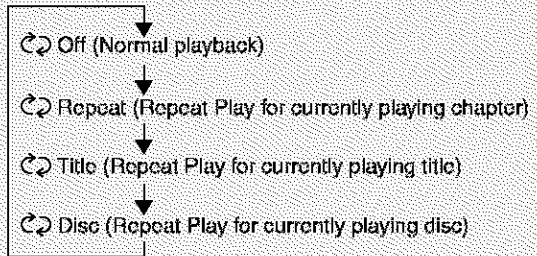 Off (Normal playback)
Repeat (Repeat Play for currently playing chapter)
Title (Repeat Play for currently playing title)
Disc (Repeat Play for currently playing disc)